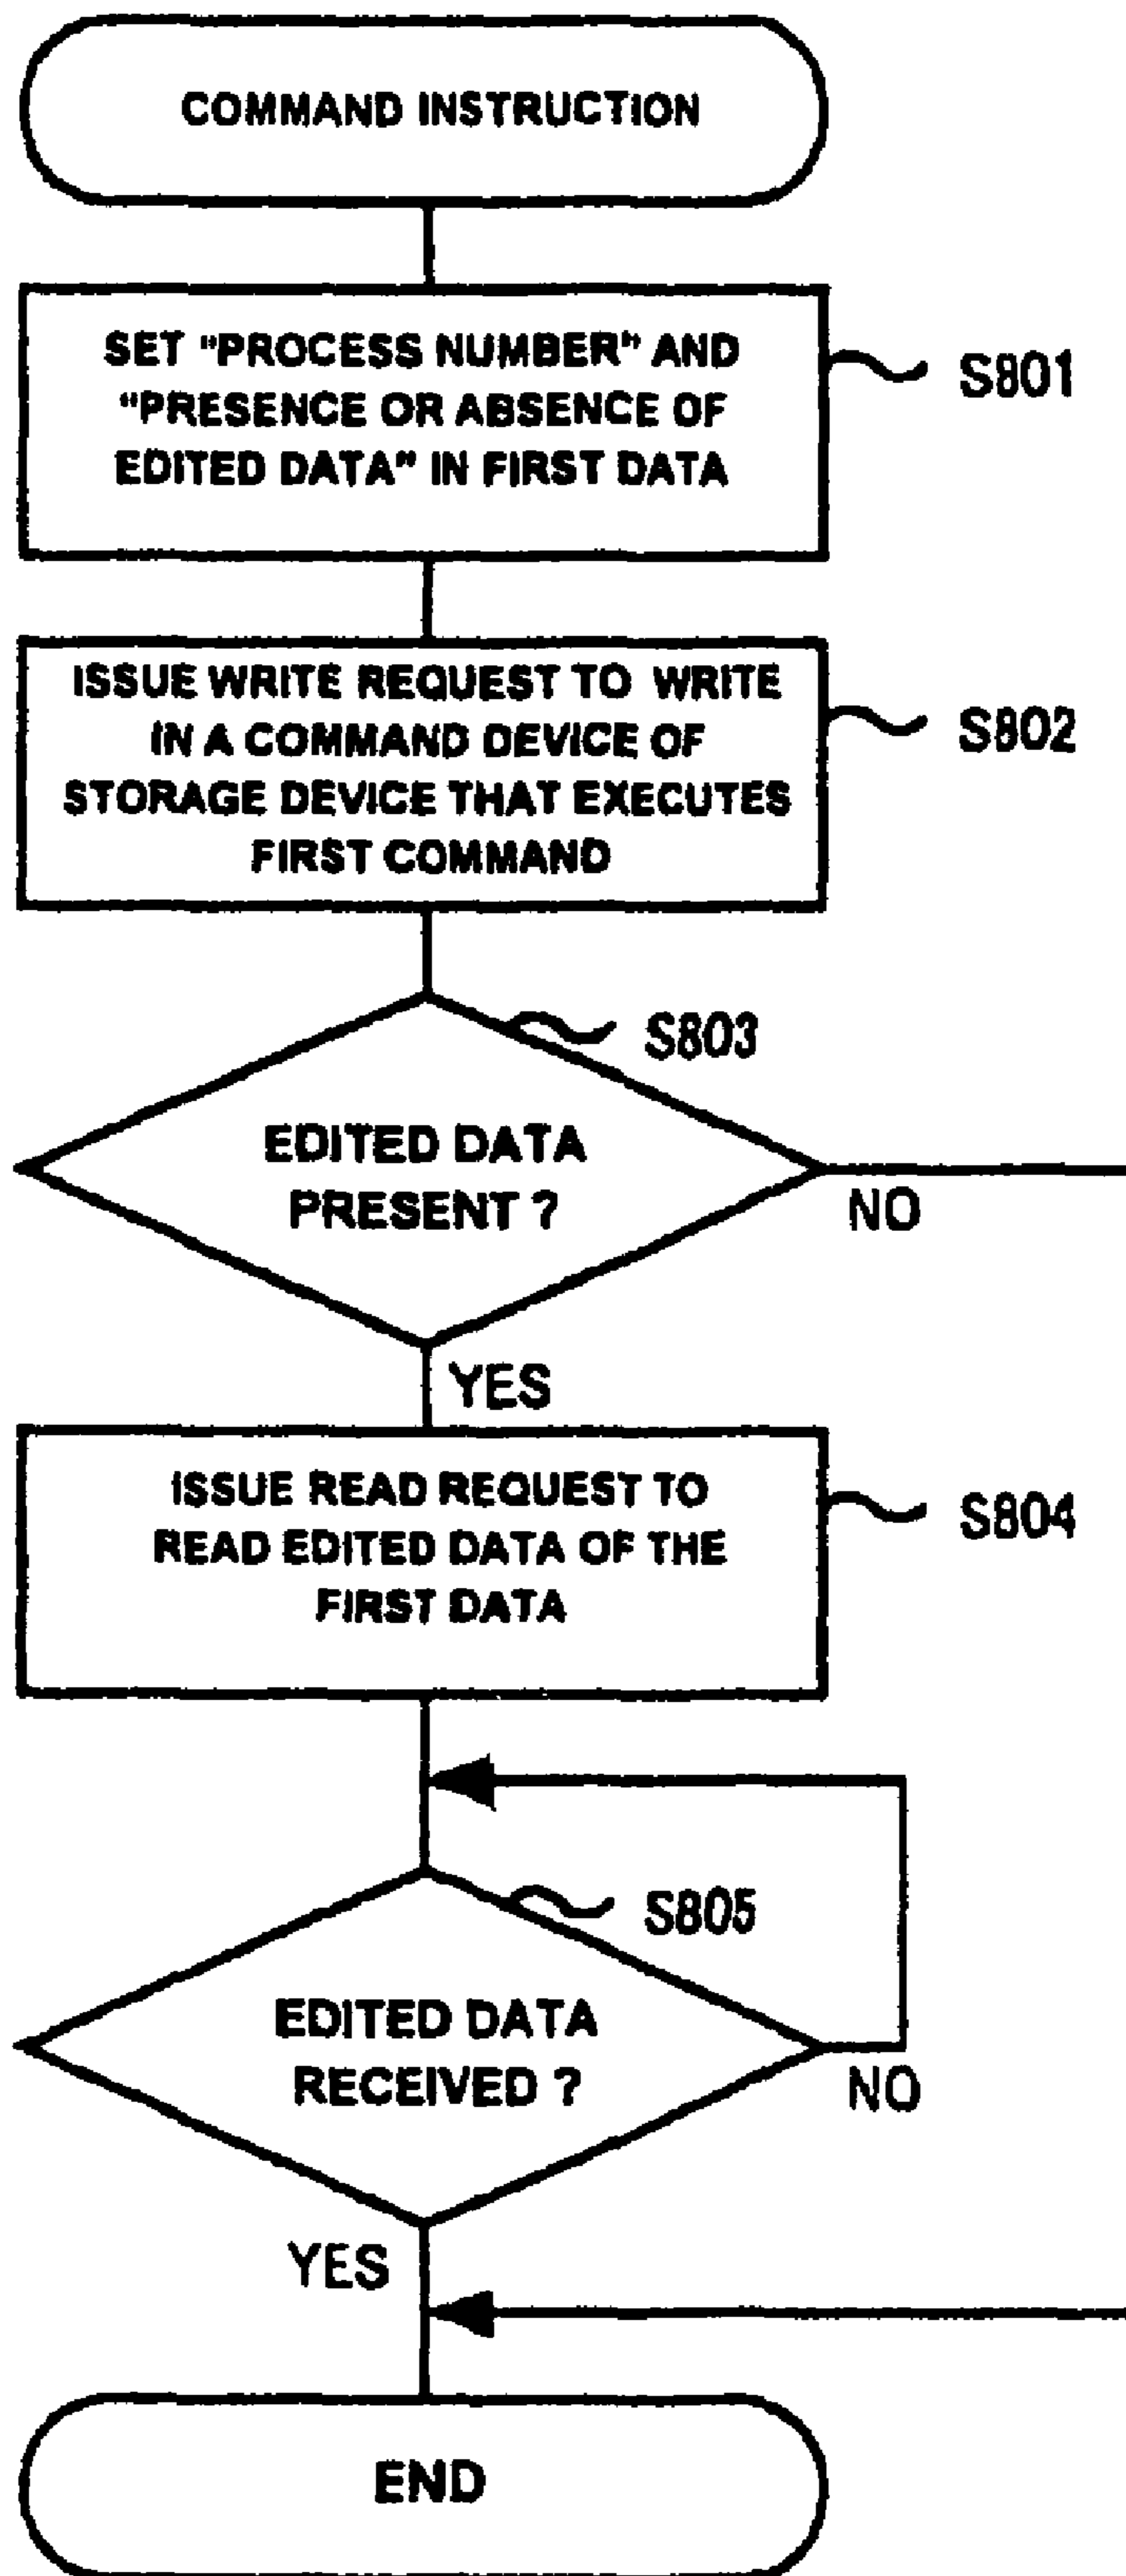 COMMAND INSTRUCTION
SET "PROCESS NUMBER" AND
"PRESENCE OR ABSENCE OF
EDITED DATA" IN FIRST DATA
S801
ISSUE WRITE REQUEST TO WRITE
IN A COMMAND DEVICE OF
STORAGE DEVICE THAT EXECUTES
FIRST COMMAND
S802
S803
EDITED DATA
PRESENT ?
NO
YES
ISSUE READ REQUEST TO
READ EDITED DATA OF THE
FIRST DATA
S804
S805
EDITED DATA
RECEIVED ?
NO
YES
END